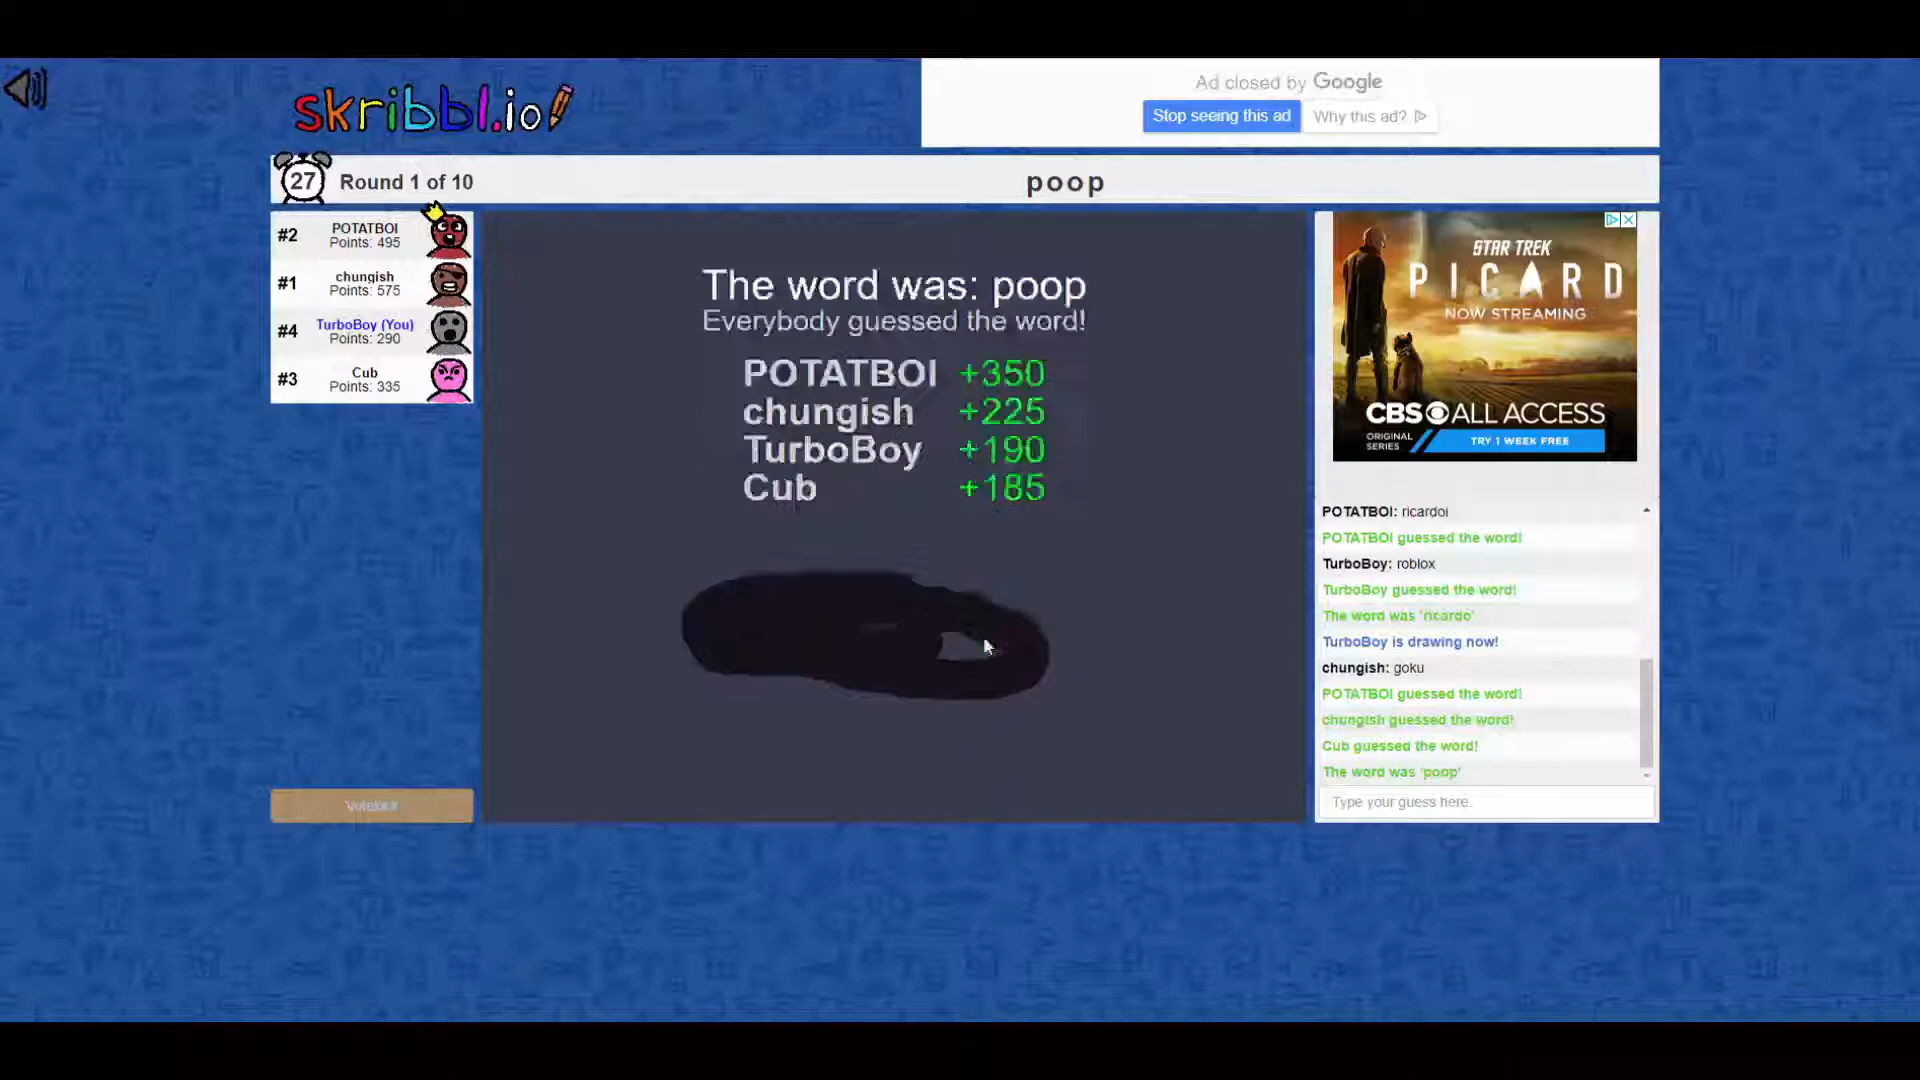 skribbl.io
Ad closed by Google
Stop seeing this ad
Why this ad?
27
Round 1 of 10
poop
#2
POTATBOI
Points: 495
#1
chungish
Points: 575
#4
TurboBoy (You)
Points: 290
#3
Cub
Points: 335
Votekick
The word was: poop
Everybody guessed the word!
POTATBOI +350
chungish +225
TurboBoy +190
Cub +185
STAR TREK
PICARD
NOW STREAMING
CBS ALL ACCESS
ORIGINAL SERIES
TRY 1 WEEK FREE
POTATBOI: ricardoi
POTATBOI guessed the word!
TurboBoy: roblox
TurboBoy guessed the word!
The word was 'ricardo'
TurboBoy is drawing now!
chungish: goku
POTATBOI guessed the word!
chungish guessed the word!
Cub guessed the word!
The word was 'poop'
Type your guess here.